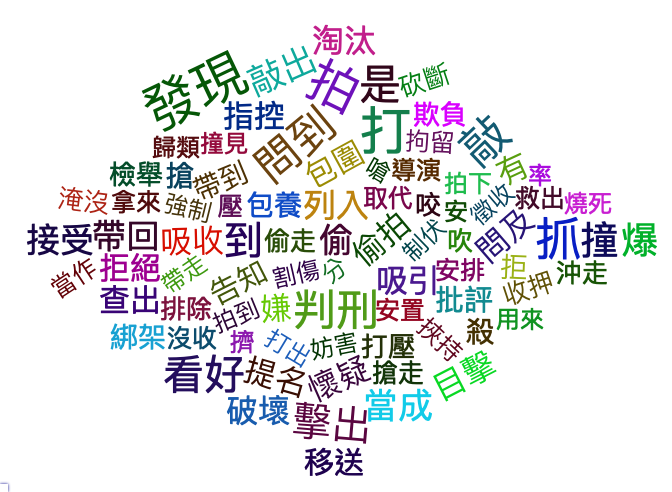 淘汰
發現
敲出
拍
是
砍斷
指控
問到
打
欺負
拘留
敲
歸類
撞見
包圍
嗆
導演
有
率
檢舉
搶
帶到
拍下
淹沒
拿來
強制
壓
包養
列入
取代
咬
安
徵收
救出
燒死
接受
帶回
吸收
到
偷走
偷
偷拍
制伏
吹
問及
抓
撞
爆
當作
拒絕
帶走
告知
割傷
分
吸引
安排
拒
收押
沖走
查出
排除
拍到
嫌
判刑
安置
批評
用來
綁架
沒收
擠
打出
妨害
打壓
挾持
殺
看好
提名
懷疑
搶走
目擊
破壞
擊出
當成
移送